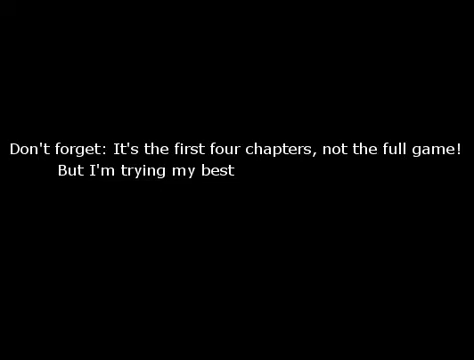 Don't forget: It's the first four chapters, not the full game!
But I'm trying my best